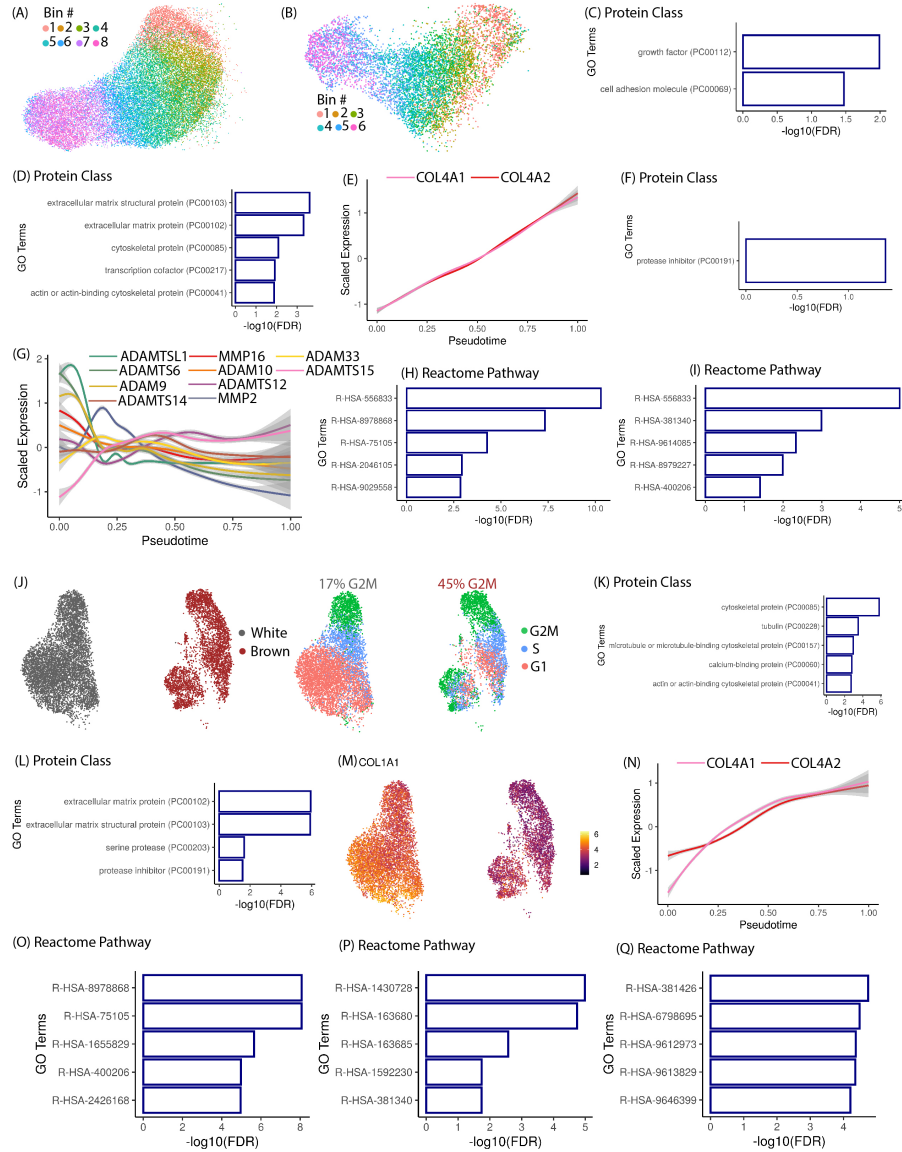 (A)
Bin #
1 2 3 4
5 6 7 8
(B)
Bin #
1 2 3
4 5 6
(C) Protein Class
GO Terms
growth factor (PC00112)
cell adhesion molecule (PC00069)
0.0 0.5 1.0 1.5 2.0
-log10(FDR)
(D) Protein Class
GO Terms
extracellular matrix structural protein (PC00103)
extracellular matrix protein (PC00102)
cytoskeletal protein (PC00085)
transcription cofactor (PC00217)
actin or actin-binding cytoskeletal protein (PC00041)
0 1 2 3
-log10(FDR)
(E)
COL4A1 COL4A2
Scaled Expression
1
0
-1
0.00 0.25 0.50 0.75 1.00
Pseudotime
(F) Protein Class
GO Terms
protease inhibitor (PC00191)
0.0 0.5 1.0
-log10(FDR)
(G)
ADAMTSL1 MMP16 ADAM33
ADAMTS6 ADAM10 ADAMTS15
ADAM9 ADAMTS12
ADAMTS14 MMP2
Scaled Expression
2
1
0
-1
0.00 0.25 0.50 0.75 1.00
Pseudotime
(H) Reactome Pathway
GO Terms
R-HSA-556833
R-HSA-8978868
R-HSA-75105
R-HSA-2046105
R-HSA-9029558
0.0 2.5 5.0 7.5 10.0
-log10(FDR)
(I) Reactome Pathway
GO Terms
R-HSA-556833
R-HSA-381340
R-HSA-9614085
R-HSA-8979227
R-HSA-400206
0 1 2 3 4 5
-log10(FDR)
(J)
White
Brown
17% G2M
45% G2M
G2M
S
G1
(K) Protein Class
GO Terms
cytoskeletal protein (PC00085)
tubulin (PC00228)
microtubule or microtubule-binding cytoskeletal protein (PC00157)
calcium-binding protein (PC00060)
actin or actin-binding cytoskeletal protein (PC00041)
0 2 4 6
-log10(FDR)
(L) Protein Class
GO Terms
extracellular matrix protein (PC00102)
extracellular matrix structural protein (PC00103)
serine protease (PC00203)
protease inhibitor (PC00191)
0 2 4 6
-log10(FDR)
(M) COL1A1
6
4
2
(N)
COL4A1 COL4A2
Scaled Expression
1
0
-1
0.00 0.25 0.50 0.75 1.00
Pseudotime
(O) Reactome Pathway
GO Terms
R-HSA-8978868
R-HSA-75105
R-HSA-1655829
R-HSA-400206
R-HSA-2426168
0 2 4 6 8
-log10(FDR)
(P) Reactome Pathway
GO Terms
R-HSA-1430728
R-HSA-163680
R-HSA-163685
R-HSA-1592230
R-HSA-381340
0 1 2 3 4 5
-log10(FDR)
(Q) Reactome Pathway
GO Terms
R-HSA-381426
R-HSA-6798695
R-HSA-9612973
R-HSA-9613829
R-HSA-9646399
0 1 2 3 4
-log10(FDR)